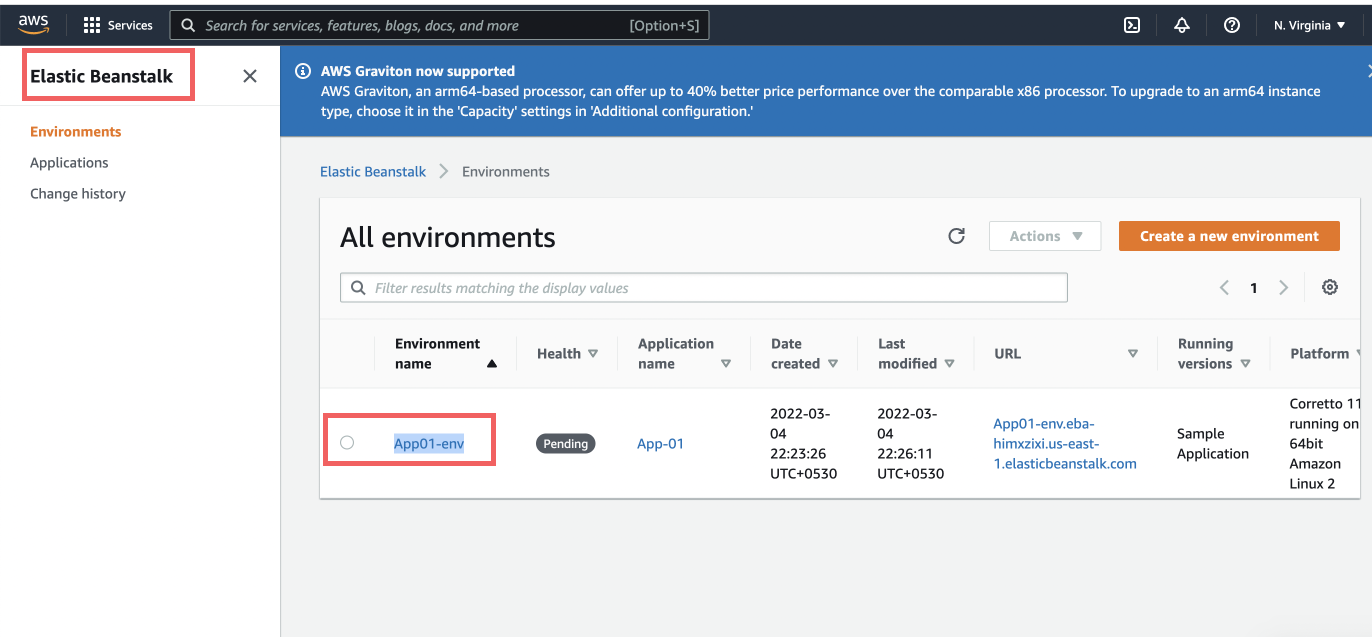 aws
Services
Search for services, features, blogs, docs, and more
[Option+S]
N. Virginia
Elastic Beanstalk
Environments
Applications
Change history
AWS Graviton now supported
AWS Graviton, an arm64-based processor, can offer up to 40% better price performance over the comparable x86 processor. To upgrade to an arm64 instance
type, choose it in the 'Capacity' settings in 'Additional configuration.'
Elastic Beanstalk
Environments
All environments
Actions
Create a new environment
Filter results matching the display values
1
Environment
name
Health
Application
name
Date
created
Last
modified
URL
Running
versions
Platform
App01-env
Pending
App-01
2022-03-
04
22:23:26
UTC+0530
2022-03-
04
22:26:11
UTC+0530
App01-env.eba-
himxzixi.us-east-
1.elasticbeanstalk.com
Sample
Application
Corretto 11
running on
64bit
Amazon
Linux 2